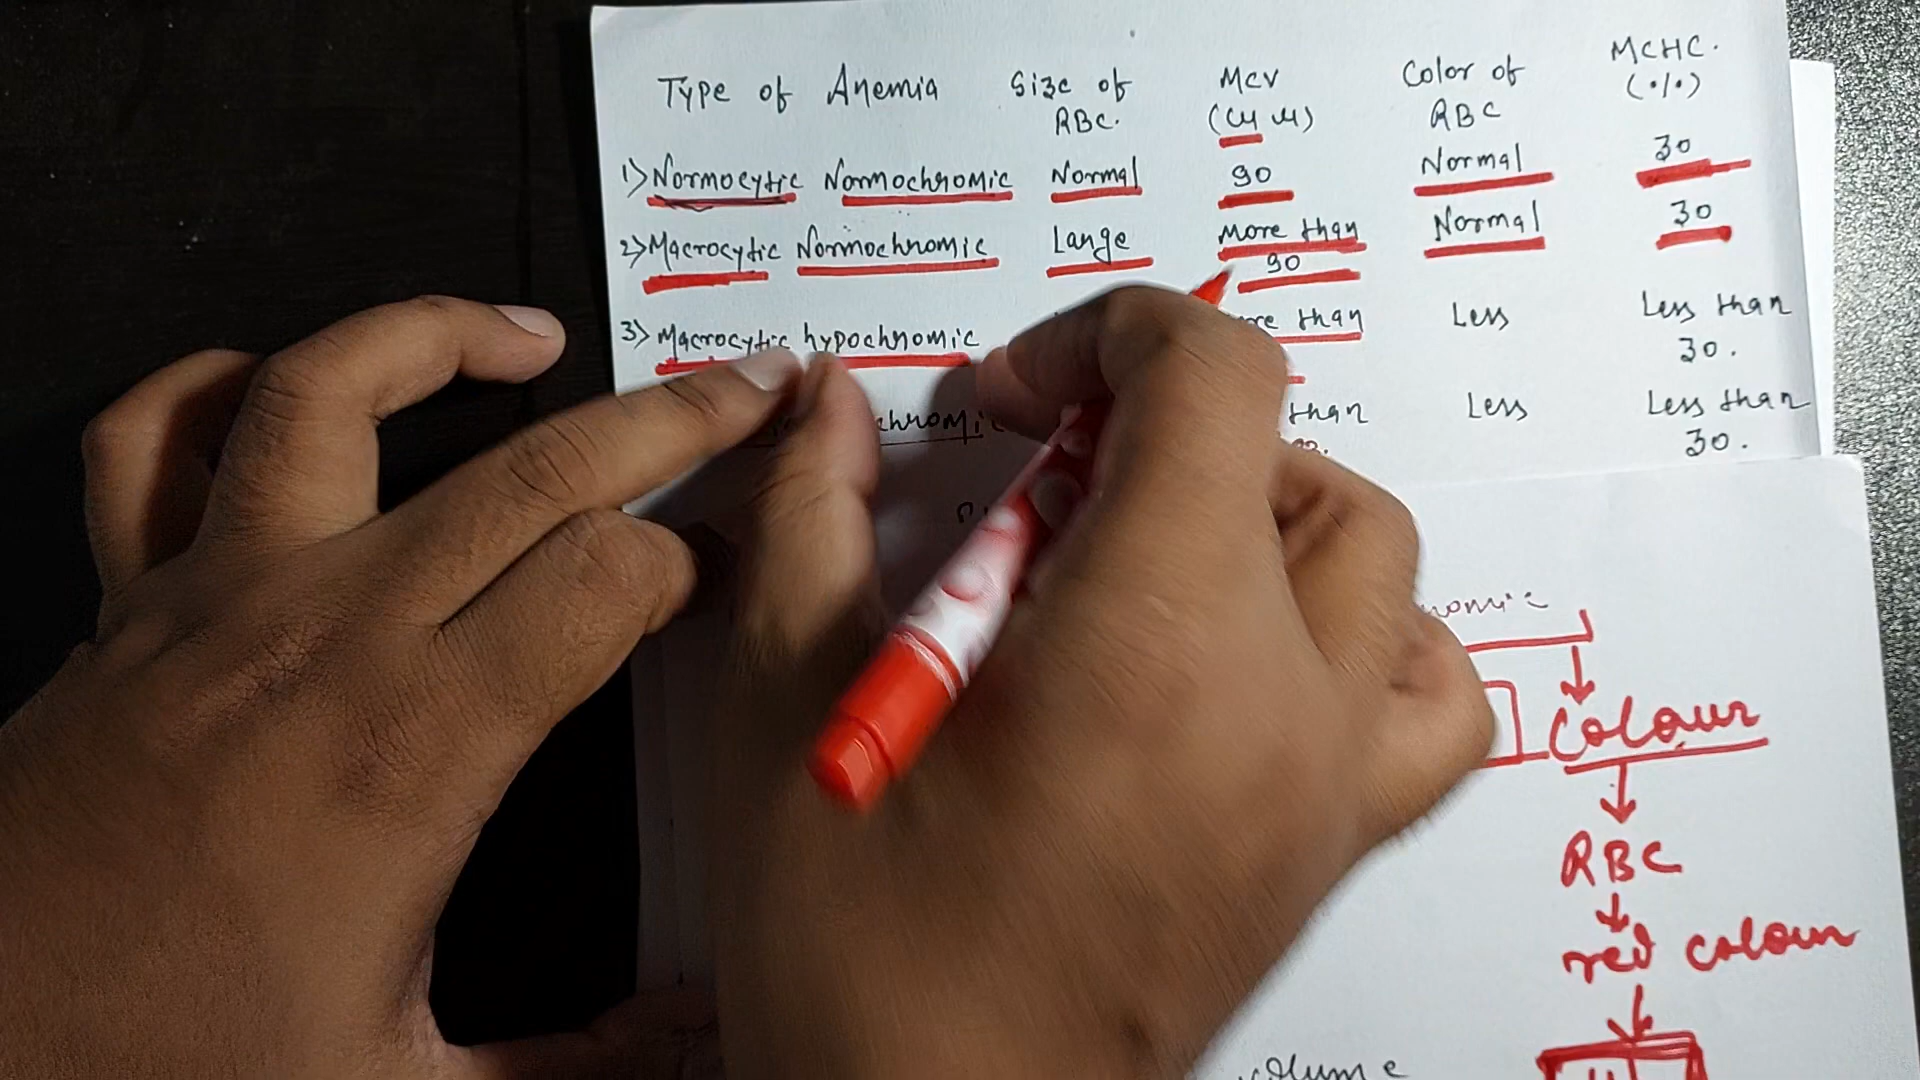 Type of Anemia Size of RBC. MCV (Cu u) Color of RBC MCHC. (%)
1) Normocytic Normochromic Normal 90 Normal 30
2) Macrocytic Normochromic Large More than 90 Normal 30
3) Macrocytic hypochromic than Less Less than 30.
chromic than Less Less than 30.
Colour
RBC
red colour